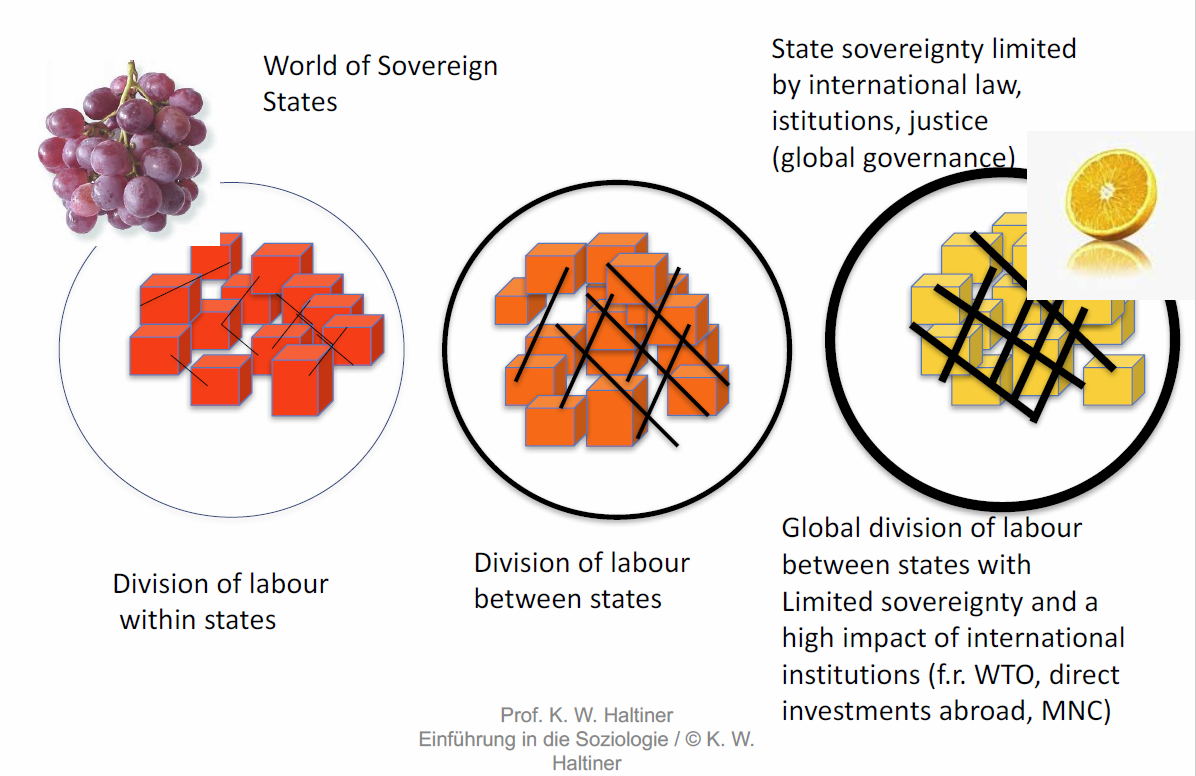 World of Sovereign
States
State sovereignty limited
by international law,
istitutions, justice
(global governance)
Division of labour
within states
Division of labour
between states
Global division of labour
between states with
Limited sovereignty and a
high impact of international
institutions (f.r. WTO, direct
investments abroad, MNC)
Prof. K. W. Haltiner
Einführung in die Soziologie / © K. W.
Haltiner